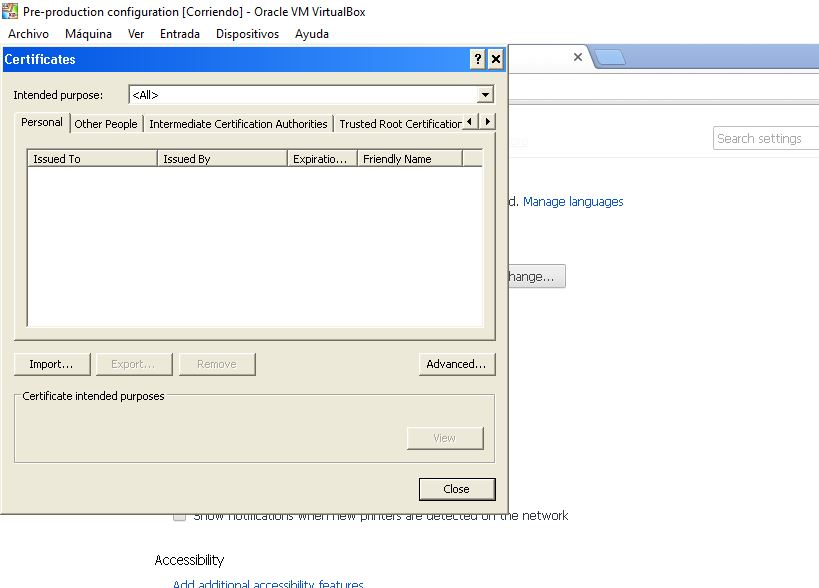 Pre-production configuration [Corriendo] - Oracle VM VirtualBox
Archivo Máquina Ver Entrada Dispositivos Ayuda
Certificates
Intended purpose: <All>
Personal Other People Intermediate Certification Authorities Trusted Root Certification
Search settings
Issued To Issued By Expiratio... Friendly Name
d. Manage languages
hange...
Import... Export... Remove Advanced...
Certificate intended purposes
View
Close
Show notifications when new printers are detected on the network
Accessibility
Add additional accessibility features